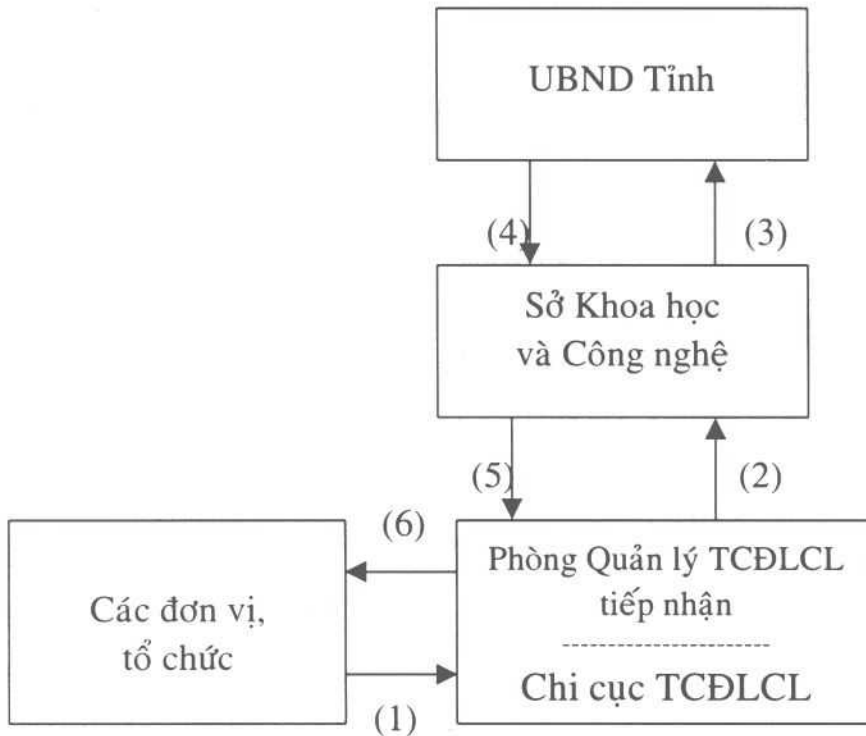 UBND Tỉnh
(4)
(3)
Sở Khoa học
và Công nghệ
(5)
(2)
(6)
Các đơn vị,
tổ chức
Phòng Quản lý TCĐLCL
tiếp nhận
----------------------
Chi cục TCĐLCL
(1)